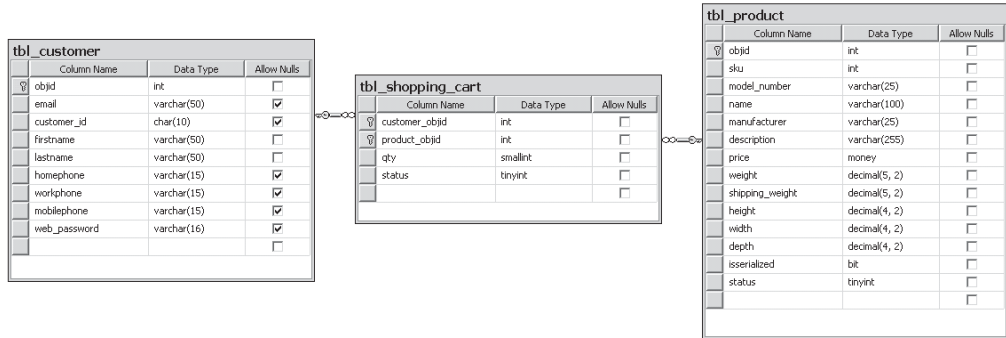 tbl_customer
Column Name Data Type Allow Nulls
objid int
email varchar(50)
customer_id char(10)
firstname varchar(50)
lastname varchar(50)
homephone varchar(15)
workphone varchar(15)
mobilephone varchar(15)
web_password varchar(16)
tbl_shopping_cart
Column Name Data Type Allow Nulls
customer_objid int
product_objid int
qty smallint
status tinyint
tbl_product
Column Name Data Type Allow Nulls
objid int
sku int
model_number varchar(25)
name varchar(100)
manufacturer varchar(25)
description varchar(255)
price money
weight decimal(5, 2)
shipping_weight decimal(5, 2)
height decimal(4, 2)
width decimal(4, 2)
depth decimal(4, 2)
isserialized bit
status tinyint